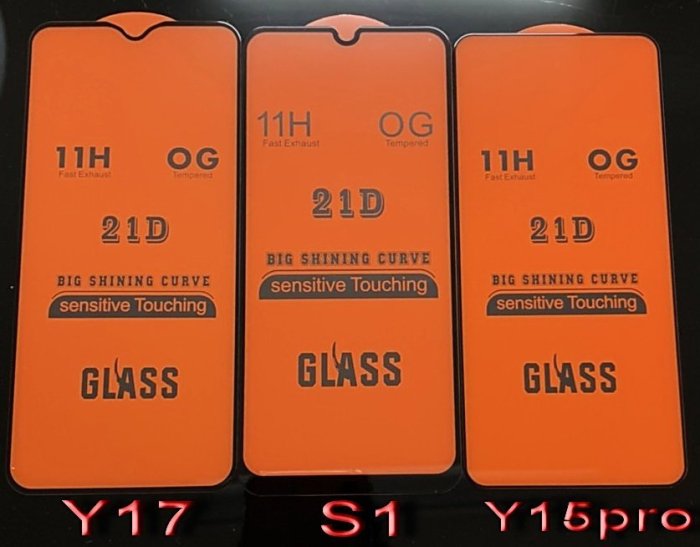 11H OG
Fast Exhaust Tempered
21D
BIG SHINING CURVE
sensitive Touching
GLASS
11H OG
Fast Exhaust Tempered
21D
BIG SHINING CURVE
sensitive Touching
GLASS
11H OG
Fast Exhaust Tempered
21D
BIG SHINING CURVE
sensitive Touching
GLASS
Y17 S1 Y15pro